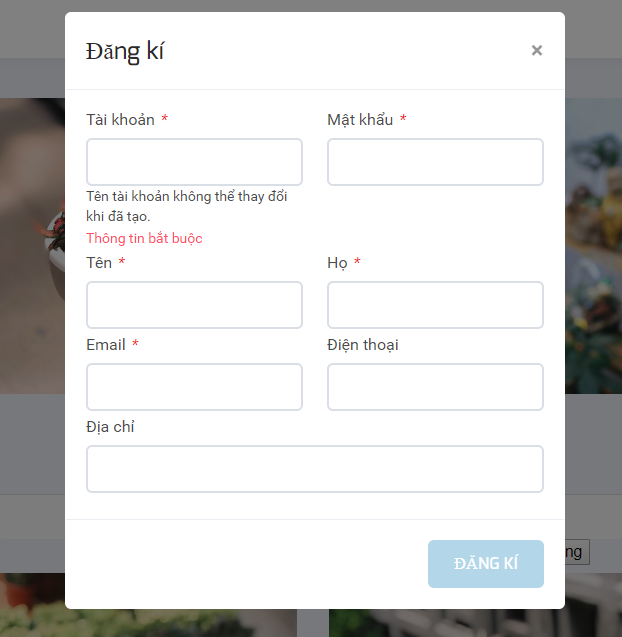 Đăng kí
×
Tài khoản *
Mật khẩu *
Tên tài khoản không thể thay đổi
khi đã tạo.
Thông tin bắt buộc
Tên *
Họ *
Email *
Điện thoại
Địa chỉ
ĐĂNG KÍ